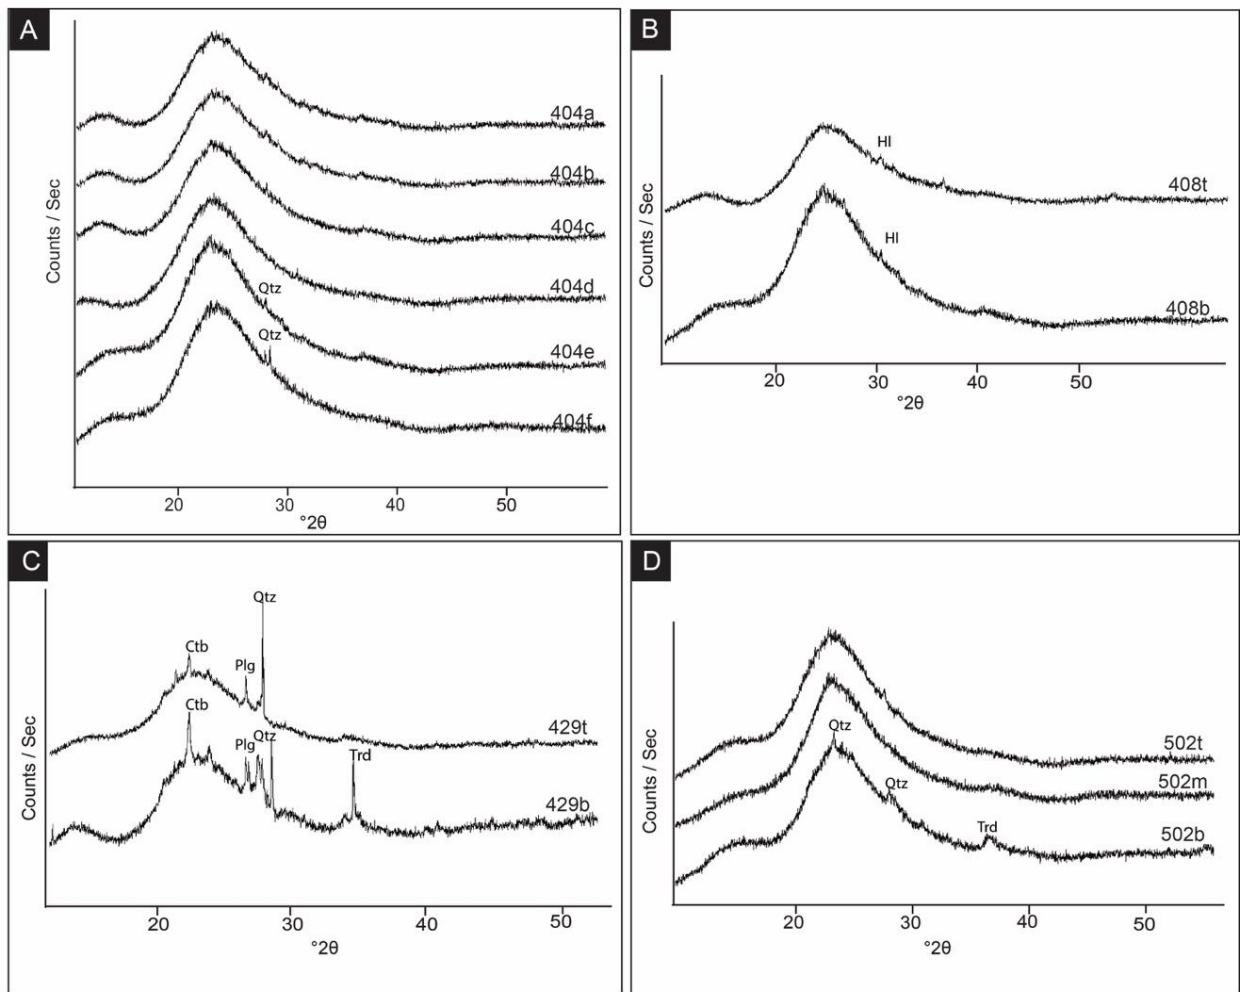 A
Counts / Sec
404a
404b
404c
404d
Qtz
404e
Qtz
404f
20 30 40 50
°2θ
B
Counts / Sec
Hl
408t
Hl
408b
20 30 40 50
°2θ
C
Counts / Sec
Qtz
Ctb
Plg
429t
Ctb
Plg Qtz
Trd
429b
20 30 40 50
°2θ
D
Counts / Sec
502t
502m
Qtz
Qtz
Trd
502b
20 30 40 50
°2θ